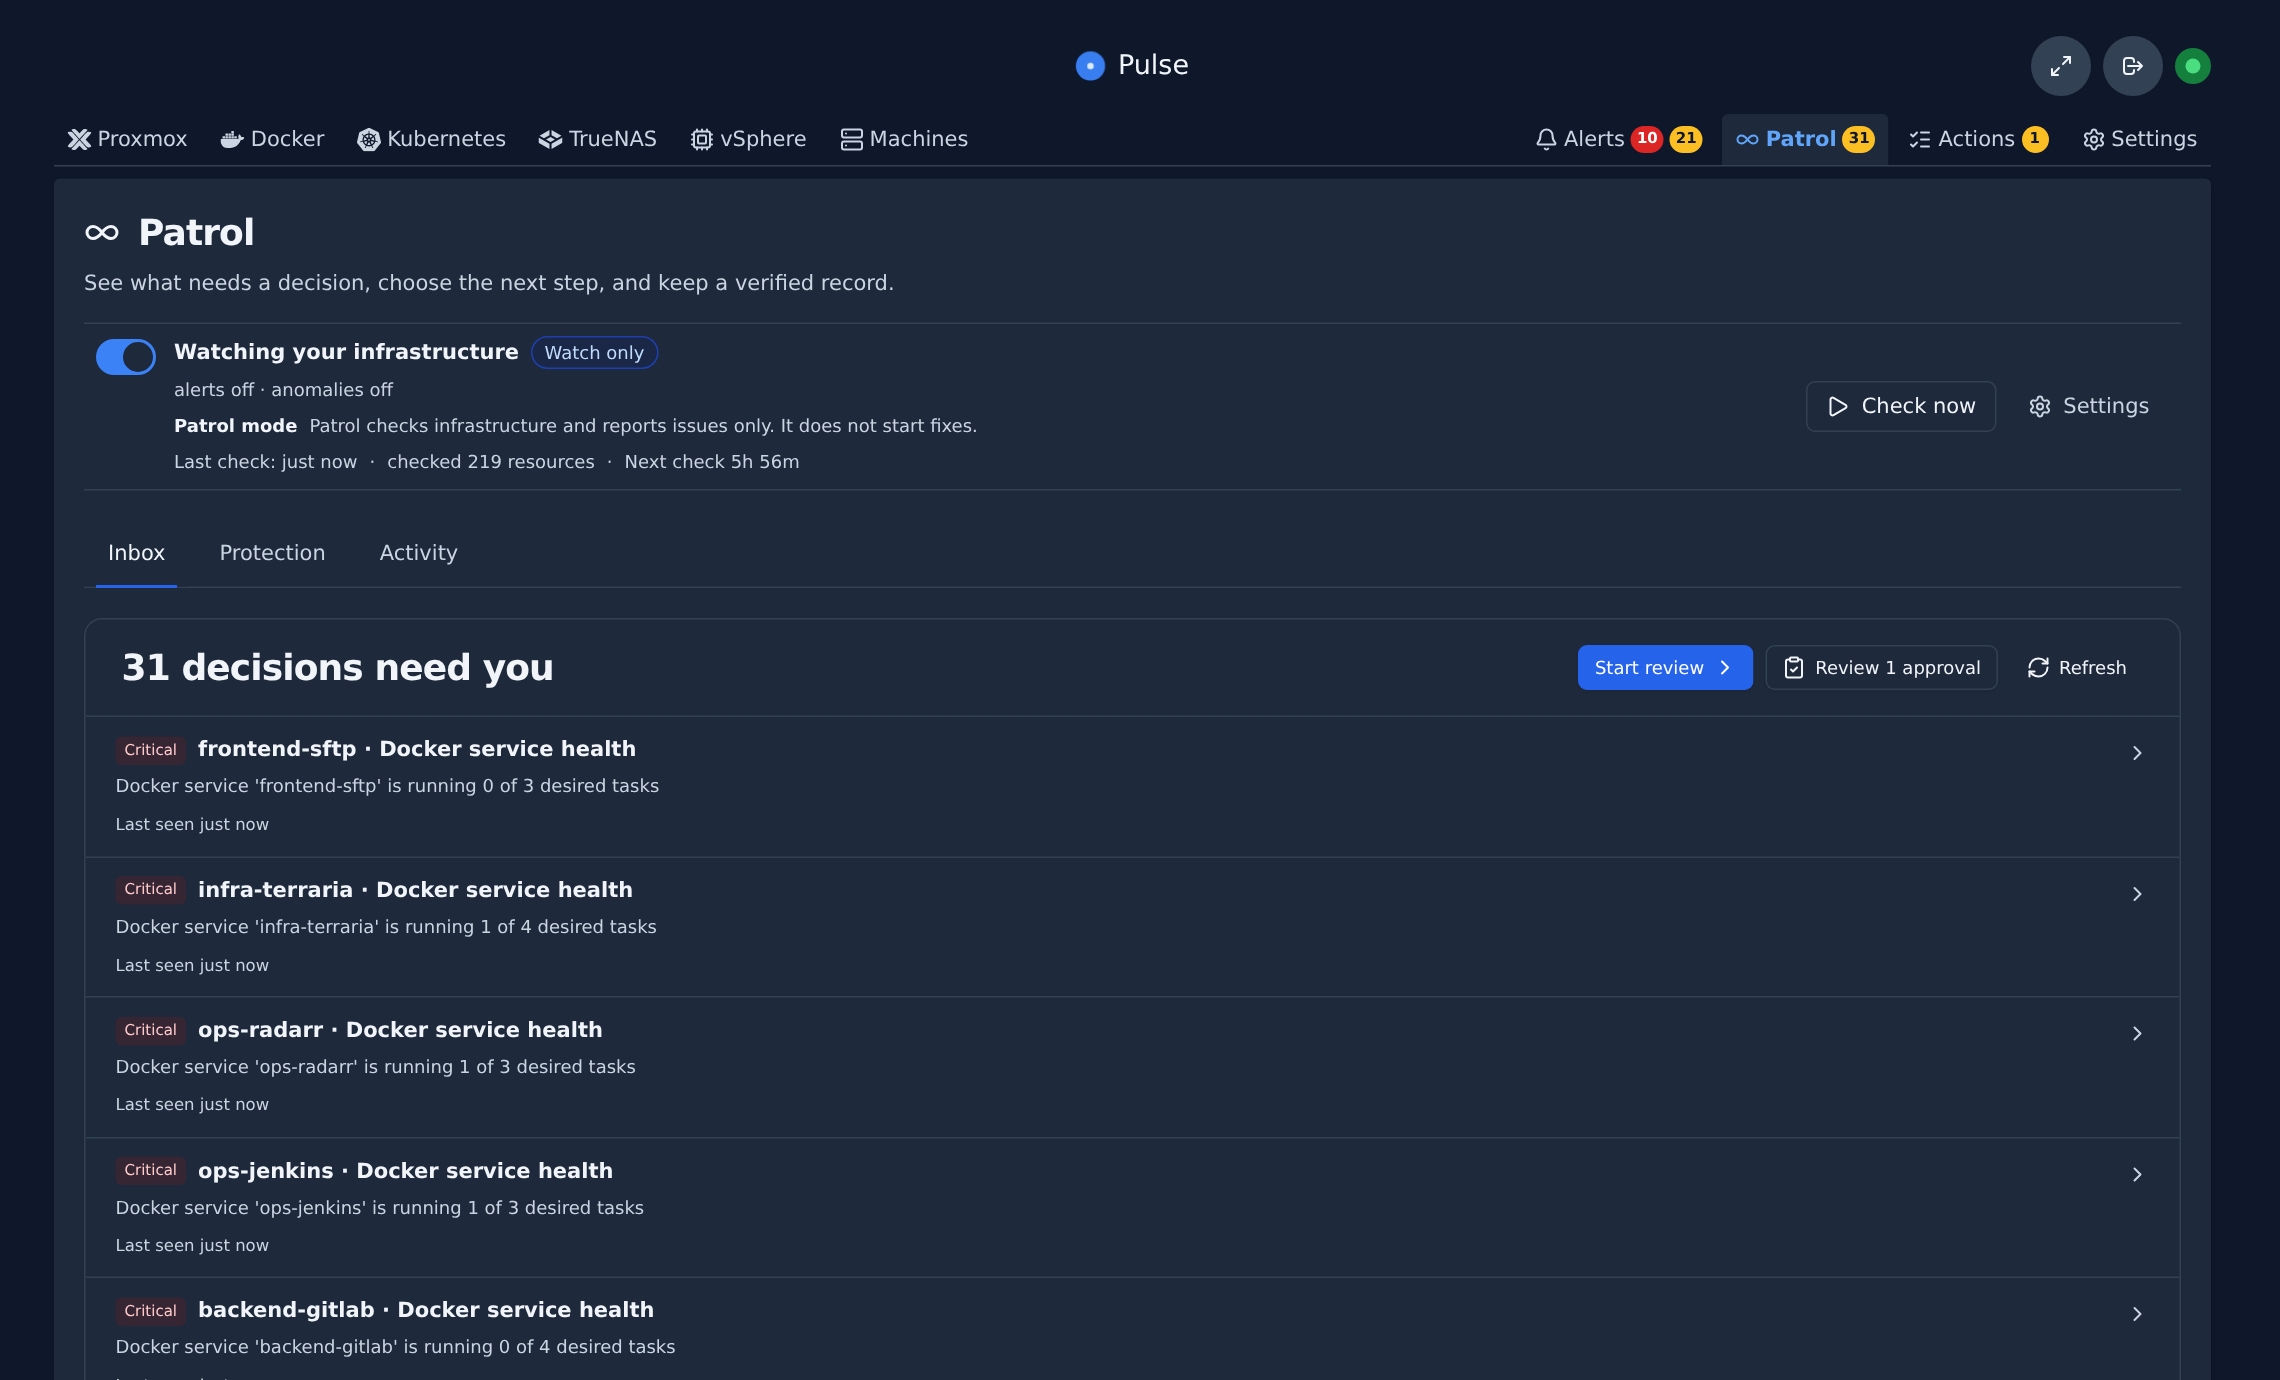 Pulse
Proxmox Docker Kubernetes TrueNAS vSphere Machines Alerts 10 21 Patrol 31 Actions 1 Settings
Patrol
See what needs a decision, choose the next step, and keep a verified record.
Watching your infrastructure Watch only
alerts off · anomalies off
Patrol mode Patrol checks infrastructure and reports issues only. It does not start fixes.
Last check: just now · checked 219 resources · Next check 5h 56m
Check now Settings
Inbox Protection Activity
31 decisions need you
Start review Review 1 approval Refresh
Critical frontend-sftp · Docker service health
Docker service 'frontend-sftp' is running 0 of 3 desired tasks
Last seen just now
Critical infra-terraria · Docker service health
Docker service 'infra-terraria' is running 1 of 4 desired tasks
Last seen just now
Critical ops-radarr · Docker service health
Docker service 'ops-radarr' is running 1 of 3 desired tasks
Last seen just now
Critical ops-jenkins · Docker service health
Docker service 'ops-jenkins' is running 1 of 3 desired tasks
Last seen just now
Critical backend-gitlab · Docker service health
Docker service 'backend-gitlab' is running 0 of 4 desired tasks